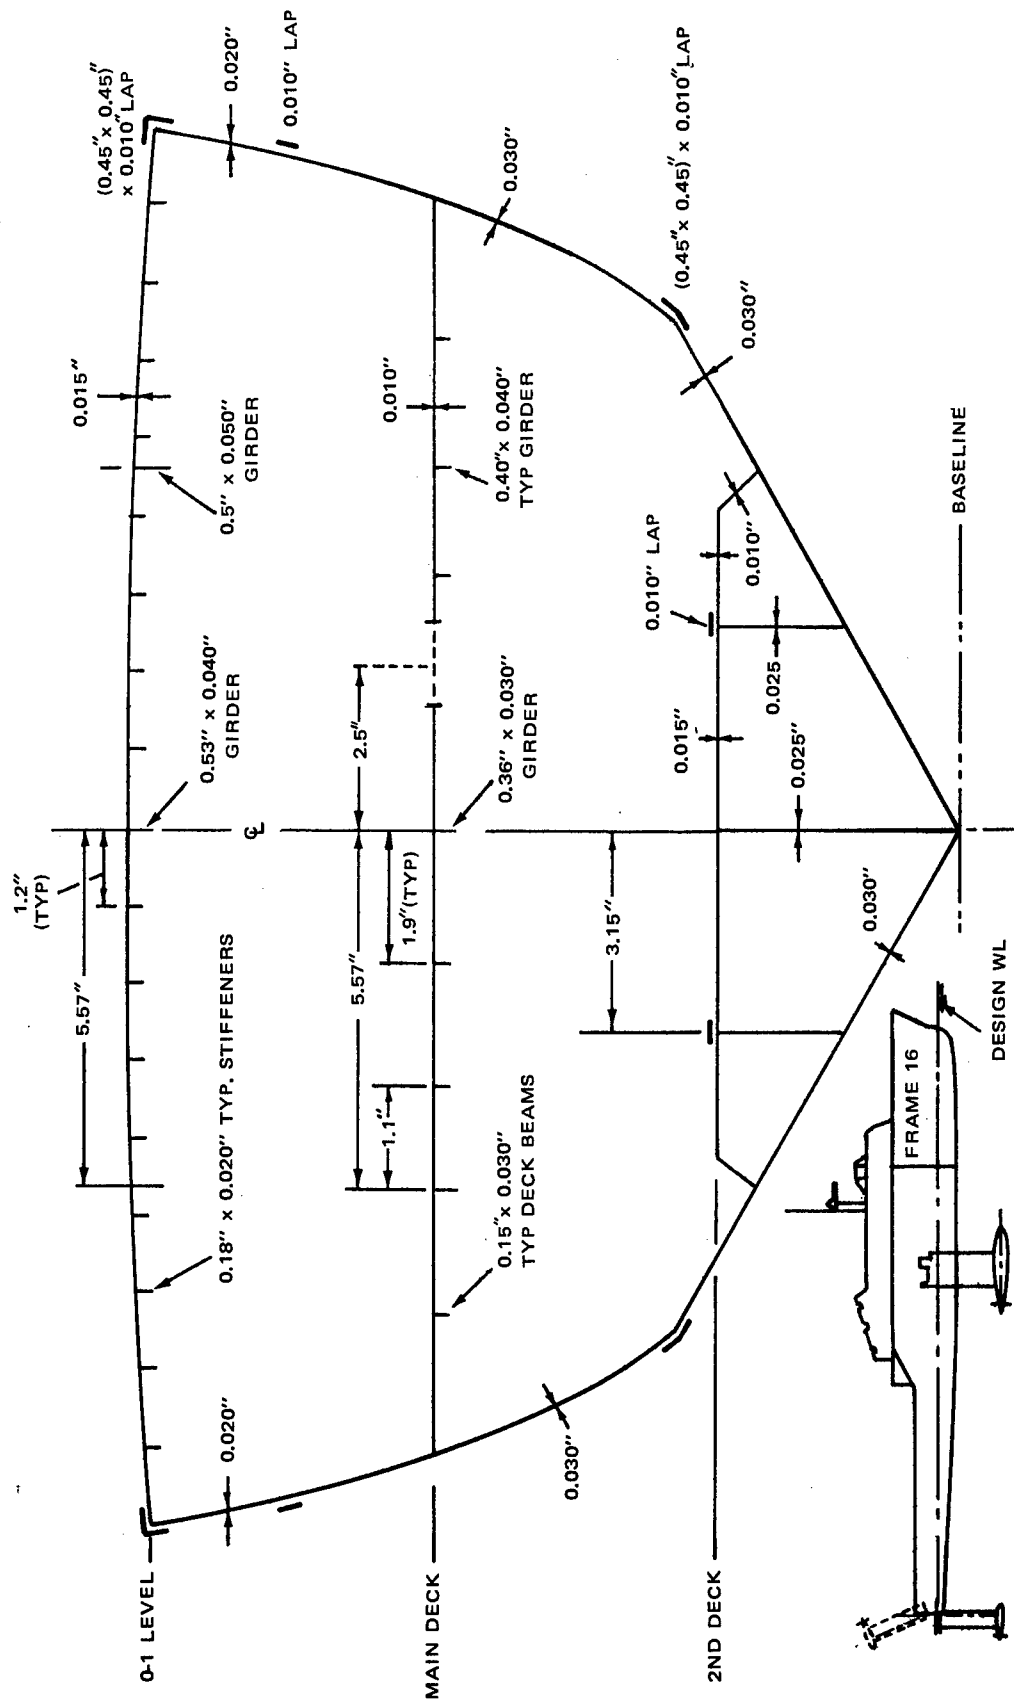 (0.45″ x 0.45″)
x 0.010″ LAP
0.020″
0.010″ LAP
0.015″
0.5″ x 0.050″
GIRDER
0.030″
(0.45″ x 0.45)″ x 0.010″ LAP
0.010″
0.40″ x 0.040″
TYP GIRDER
0.030″
0.53″ x 0.040″
GIRDER
2.5″
0.36″ x 0.030″
GIRDER
0.010″ LAP
0.010″
0.015″
0.025
0.025″
BASELINE
℄
1.2″
(TYP)
5.57″
0.18″ x 0.020″ TYP. STIFFENERS
1.9″(TYP)
5.57″
1.1″
0.15″ x 0.030″
TYP DECK BEAMS
3.15″
0.030″
0.020″
0.030″
0-1 LEVEL
MAIN DECK
2ND DECK
FRAME 16
DESIGN WL